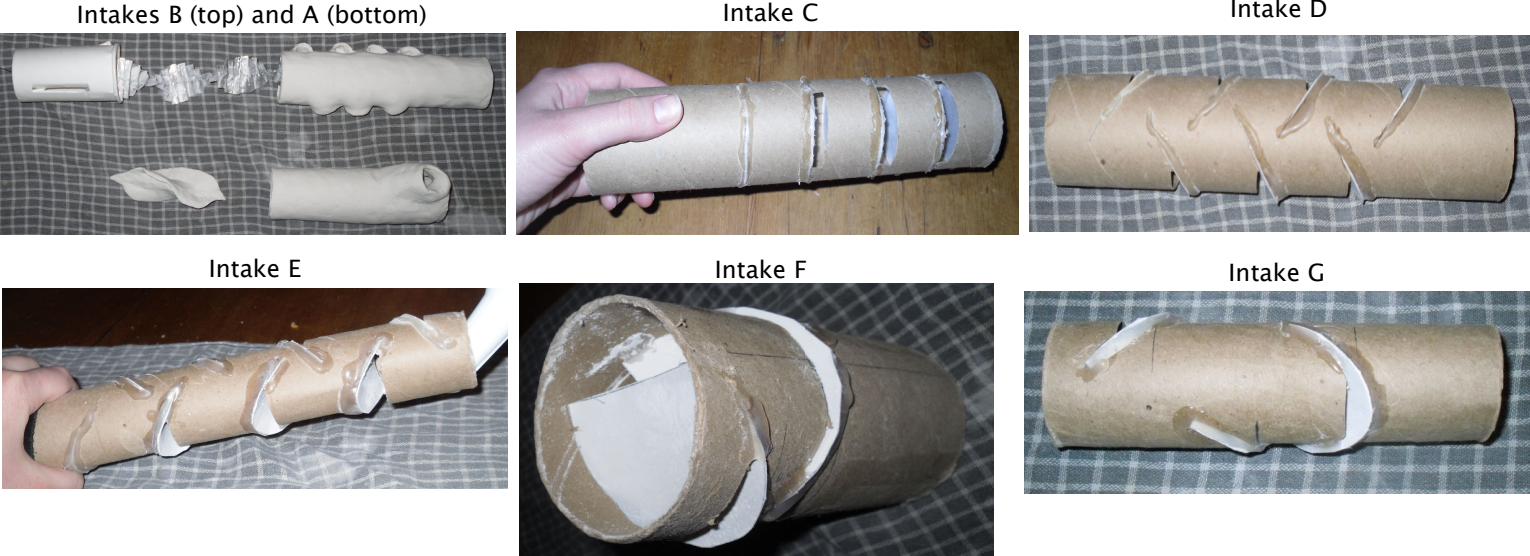 Intakes B (top) and A (bottom)
Intake C
Intake D
Intake E
Intake F
Intake G